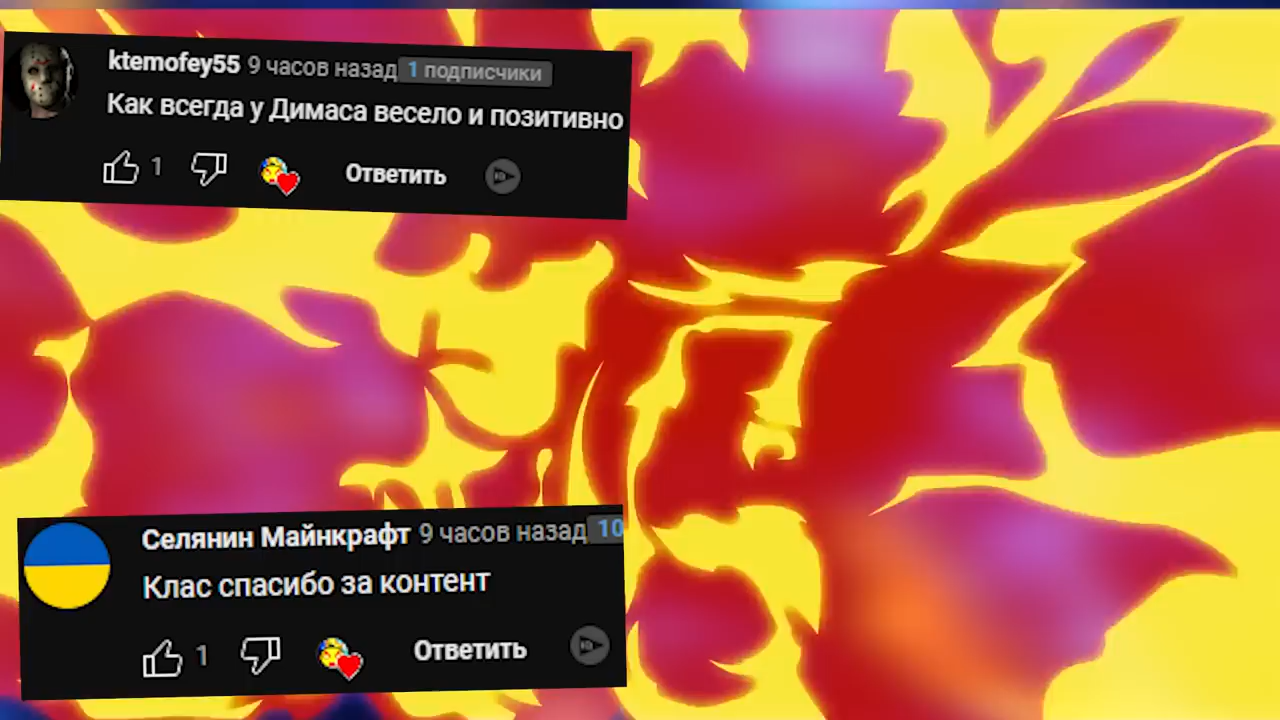 ktemofey55 9 часов назад 1 подписчики
Как всегда у Димаса весело и позитивно
1 Ответить
Селянин Майнкрафт 9 часов назад 10
Клас спасибо за контент
1 Ответить